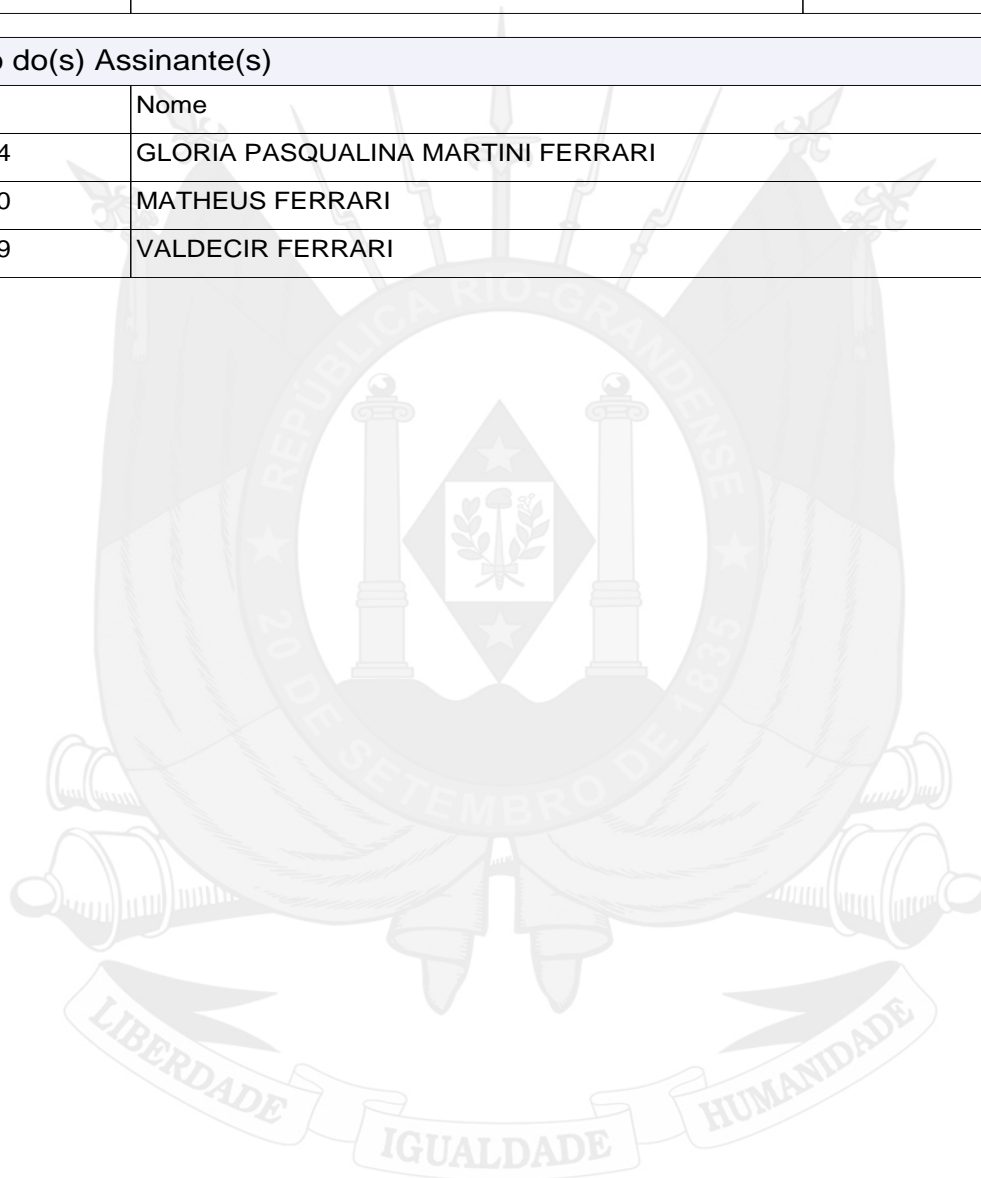 o do(s) Assinante(s)
Nome
4 GLORIA PASQUALINA MARTINI FERRARI
0 MATHEUS FERRARI
9 VALDECIR FERRARI
REPÚBLICA RIO-GRANDENSE
★ 20 DE SETEMBRO DE 1835 ★
LIBERDADE IGUALDADE HUMANIDADE